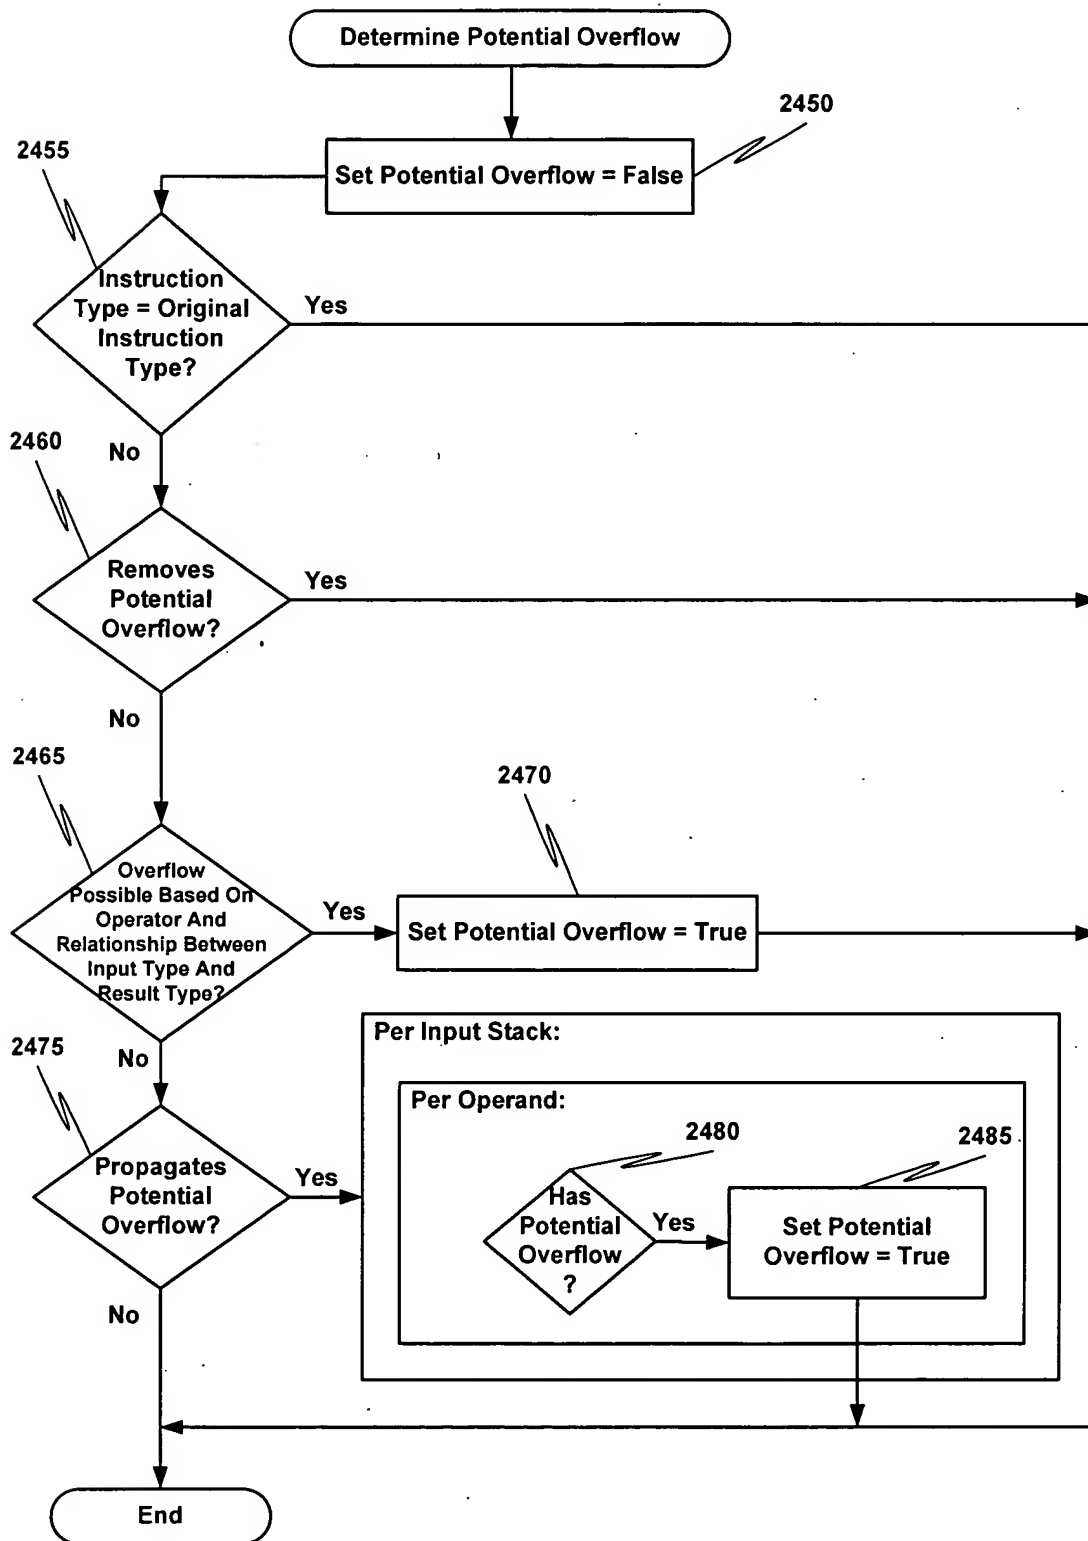 Determine Potential Overflow
2450
Set Potential Overflow = False
2455
Instruction
Type = Original
Instruction
Type?
Yes
No
2460
Removes
Potential
Overflow?
Yes
No
2465
Overflow
Possible Based On
Operator And
Relationship Between
Input Type And
Result Type?
Yes
2470
Set Potential Overflow = True
No
2475
Propagates
Potential
Overflow?
Yes
No
Per Input Stack:
Per Operand:
2480
Has
Potential
Overflow
?
Yes
2485
Set Potential
Overflow = True
End